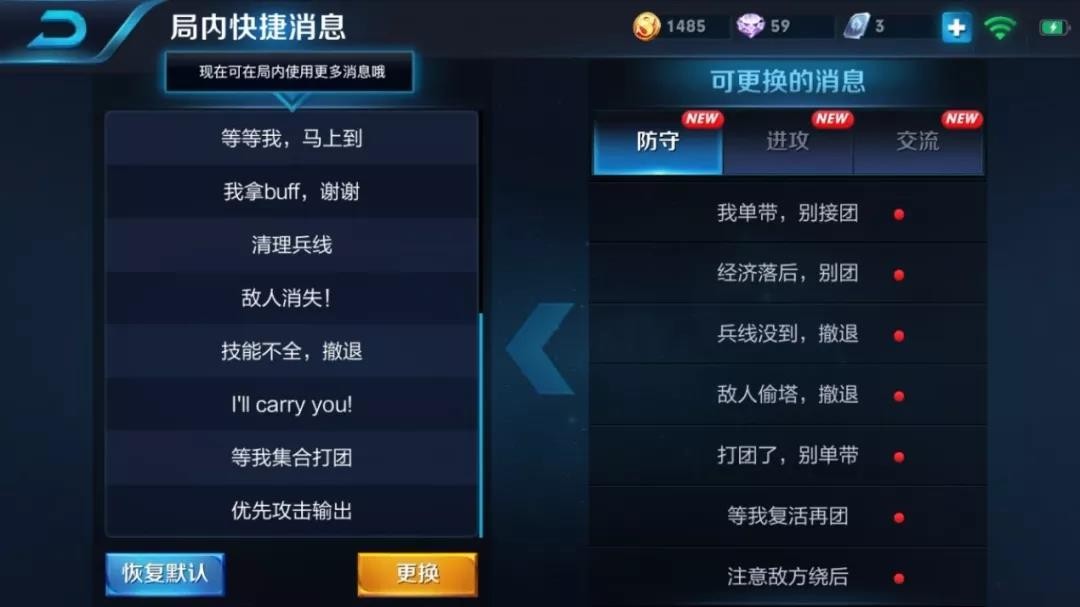 局内快捷消息
1485
59
3
现在可在局内使用更多消息哦
等等我，马上到
我拿buff，谢谢
清理兵线
敌人消失！
技能不全，撤退
I'll carry you!
等我集合打团
优先攻击输出
恢复默认
更换
可更换的消息
NEW
NEW
NEW
防守
进攻
交流
我单带，别接团
经济落后，别团
兵线没到，撤退
敌人偷塔，撤退
打团了，别单带
等我复活再团
注意敌方绕后